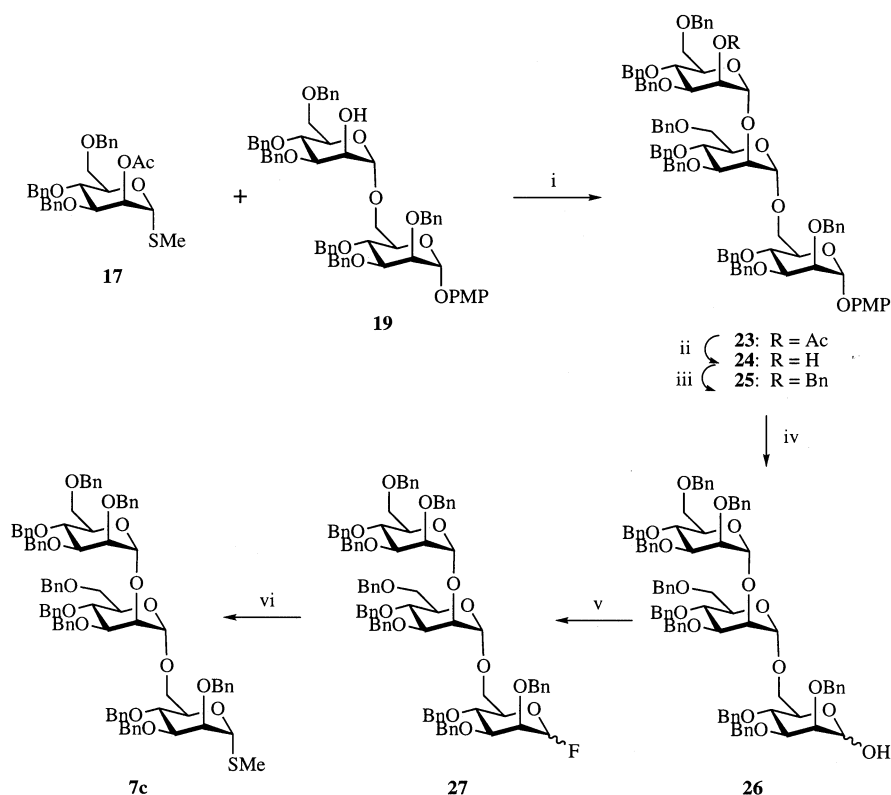 OBn
OAc
O
BnO
BnO
SMe
17
+
OBn
OH
O
BnO
BnO
O
OBn
O
BnO
BnO
OPMP
19
i
OBn
OR
O
BnO
BnO
O
BnO
O
BnO
BnO
O
OBn
O
BnO
BnO
OPMP
23: R = Ac
ii 24: R = H
iii 25: R = Bn
iv
OBn
OBn
O
BnO
BnO
O
BnO
O
BnO
BnO
O
OBn
O
BnO
BnO
SMe
7c
vi
OBn
OBn
O
BnO
BnO
O
BnO
O
BnO
BnO
O
OBn
O
BnO
BnO
F
27
v
OBn
OBn
O
BnO
BnO
O
BnO
O
BnO
BnO
O
OBn
O
BnO
BnO
OH
26